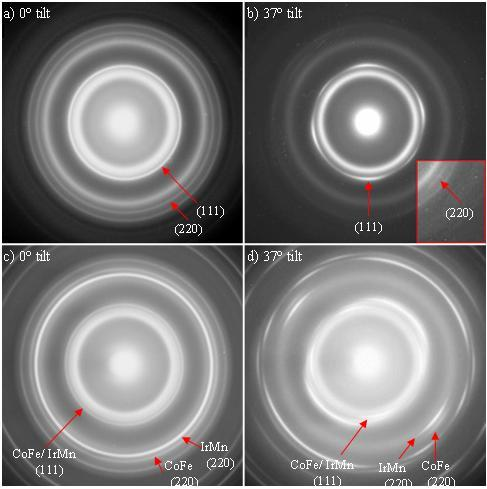 a) 0° tilt
(111)
(220)
b) 37° tilt
(111)
(220)
c) 0° tilt
CoFe/ IrMn
(111)
IrMn
(220)
CoFe
(220)
d) 37° tilt
CoFe/ IrMn
(111)
IrMn
(220)
CoFe
(220)